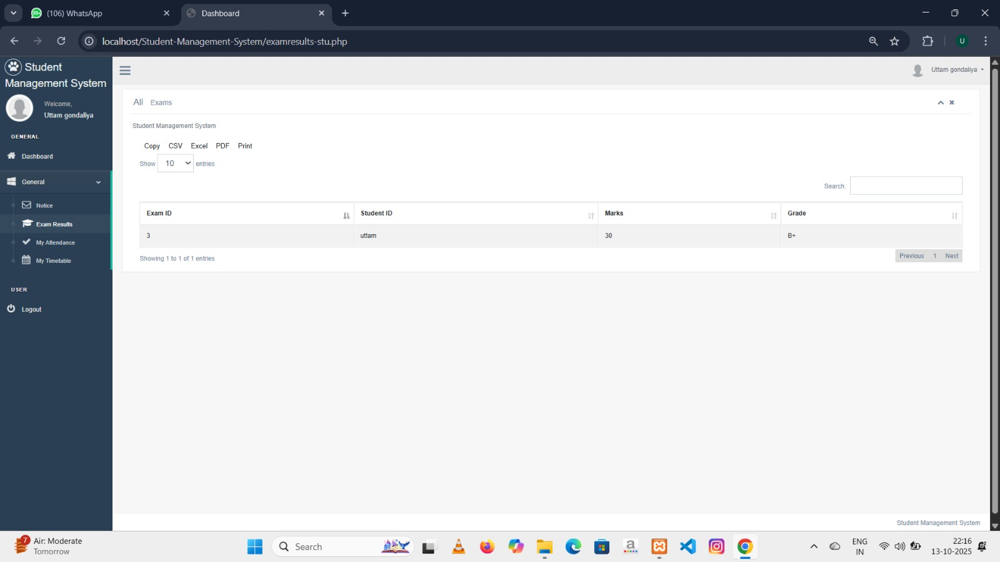 (106) WhatsApp
Dashboard
localhost/Student-Management-System/examresults-stu.php
U
Student
Management System
Uttam gondaliya
Welcome,
Uttam gondaliya
All Exams
Student Management System
GENERAL
Copy CSV Excel PDF Print
Dashboard
Show 10 entries
General
Search:
Notice
Exam ID Student ID Marks Grade
Exam Results
3 uttam 30 B+
My Attendance
Showing 1 to 1 of 1 entries
Previous 1 Next
My Timetable
USER
Logout
Student Management System
7
Air: Moderate
Tomorrow
Search
ENG
IN
22:16
13-10-2025